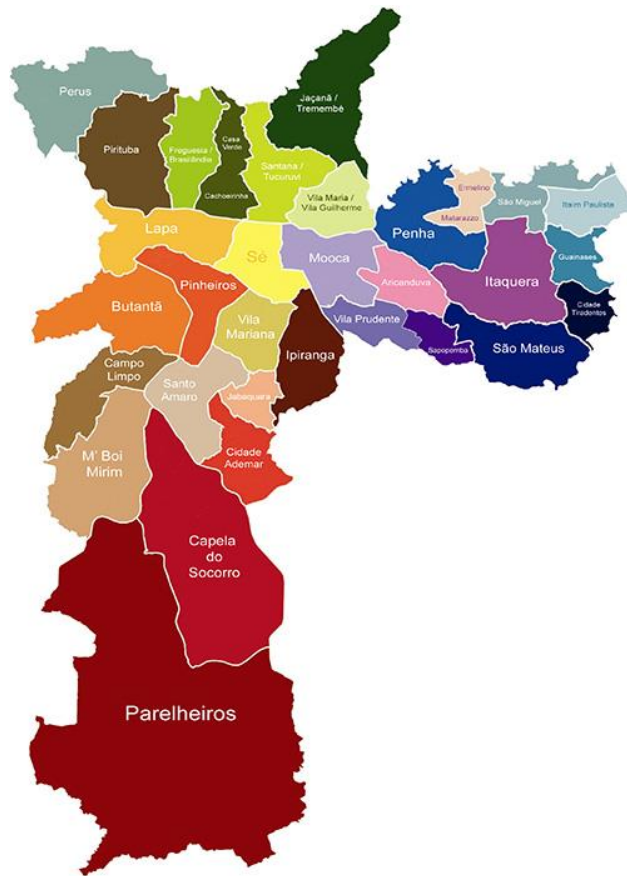 Perus
Jaçanã /
Tremembé
Pirituba
Freguesia /
Brasilândia
Casa
Verde
Cachoeirinha
Santana /
Tucuruvi
Vila Maria /
Vila Guilherme
Ermelino
Matarazzo
São Miguel
Itaim Paulista
Lapa
Sé
Mooca
Penha
Guainases
Itaquera
Aricanduva
Cidade
Tiradentes
Butantã
Pinheiros
Vila
Mariana
Vila Prudente
Sapopemba
São Mateus
Ipiranga
Campo
Limpo
Santo
Amaro
Jabaquara
M' Boi
Mirim
Cidade
Ademar
Capela
do
Socorro
Parelheiros